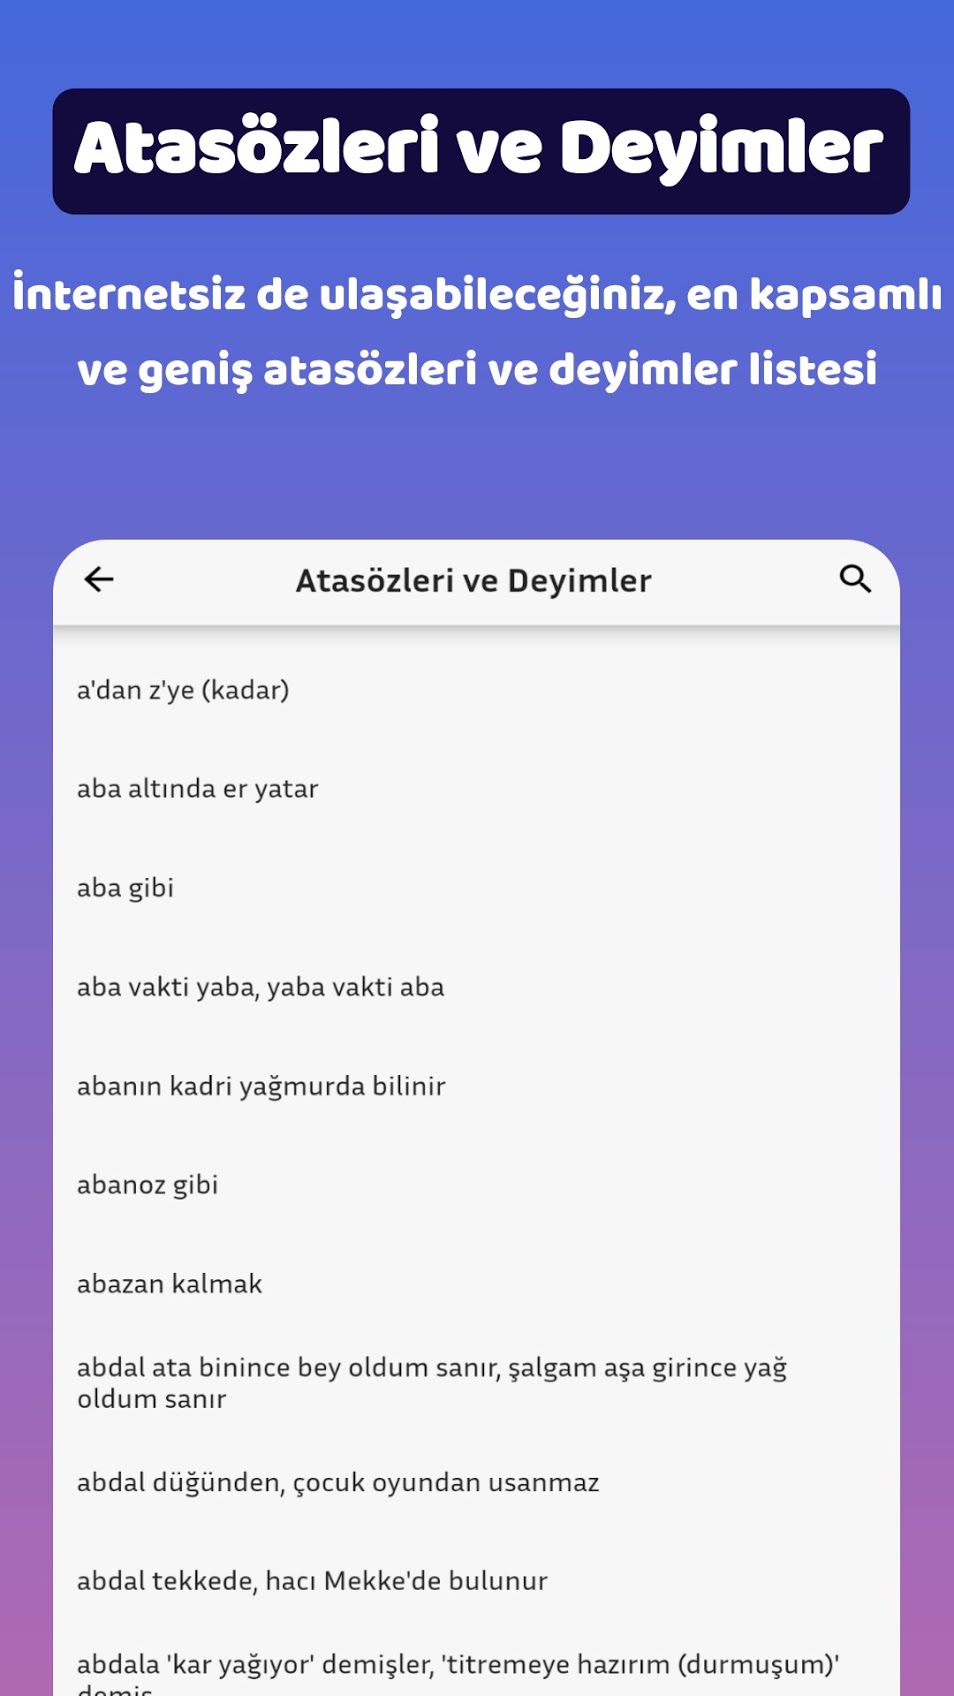 Atasözleri ve Deyimler
İnternetsiz de ulaşabileceğiniz, en kapsamlı
ve geniş atasözleri ve deyimler listesi
Atasözleri ve Deyimler
a'dan z'ye (kadar)
aba altında er yatar
aba gibi
aba vakti yaba, yaba vakti aba
abanın kadri yağmurda bilinir
abanoz gibi
abazan kalmak
abdal ata binince bey oldum sanır, şalgam aşa girince yağ
oldum sanır
abdal düğünden, çocuk oyundan usanmaz
abdal tekkede, hacı Mekke'de bulunur
abdala 'kar yağıyor' demişler, 'titremeye hazırım (durmuşum)'